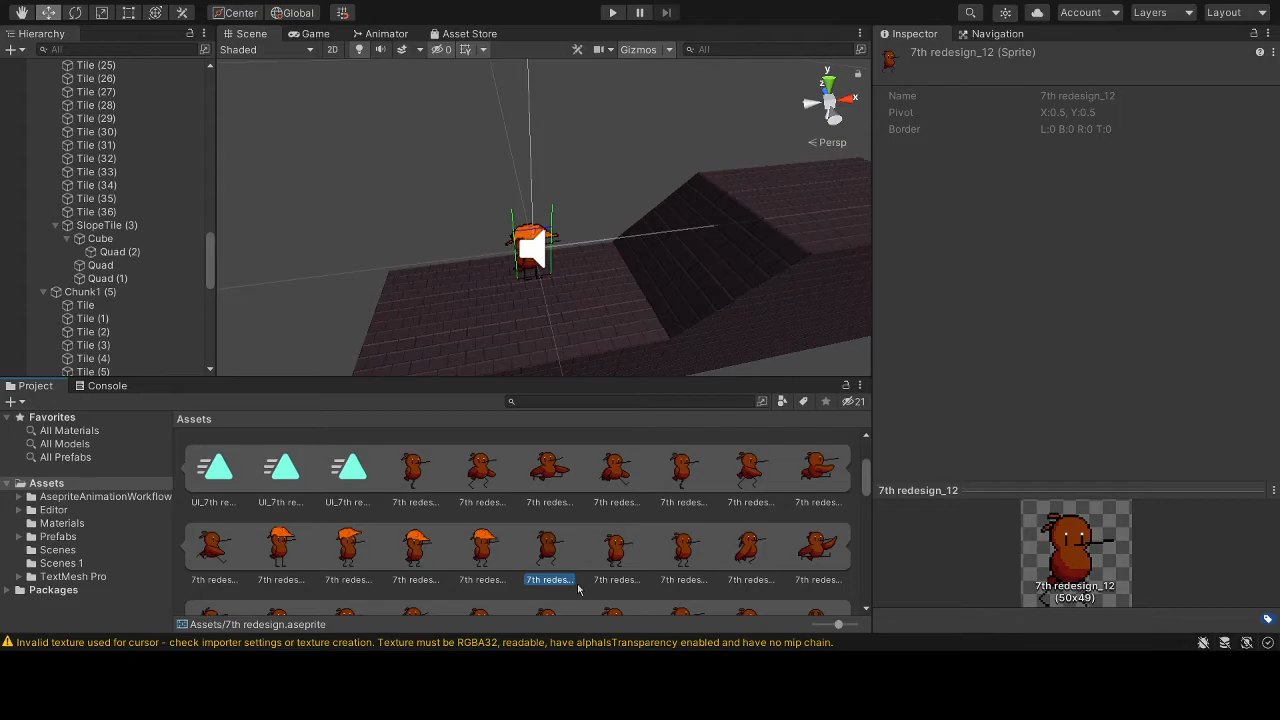 Center
Global
Account
Layers
Layout
Hierarchy
Scene
Game
Animator
Asset Store
Inspector
Navigation
All
Shaded
2D
0
Gizmos
All
7th redesign_12 (Sprite)
Name 7th redesign_12
Pivot X:0.5, Y:0.5
Border L:0 B:0 R:0 T:0
Tile (25)
Tile (26)
Tile (27)
Tile (28)
Tile (29)
Tile (30)
Tile (31)
Tile (32)
Tile (33)
Tile (34)
Tile (35)
Tile (36)
SlopeTile (3)
Cube
Quad (2)
Quad
Quad (1)
Chunk1 (5)
Tile
Tile (1)
Tile (2)
Tile (3)
Tile (4)
Tile (5)
y
z
x
Persp
Project
Console
21
Favorites
All Materials
All Models
All Prefabs
Assets
AsepriteAnimationWorkflow
Editor
Materials
Prefabs
Scenes
Scenes 1
TextMesh Pro
Packages
Assets
UI_7th re... UI_7th re... UI_7th re... 7th redes... 7th redes... 7th redes... 7th redes... 7th redes... 7th redes... 7th redes...
7th redes... 7th redes... 7th redes... 7th redes... 7th redes... 7th redes... 7th redes... 7th redes... 7th redes... 7th redes...
Assets/7th redesign.aseprite
7th redesign_12
7th redesign_12
(50x49)
Invalid texture used for cursor - check importer settings or texture creation. Texture must be RGBA32, readable, have alphaIsTransparency enabled and have no mip chain.